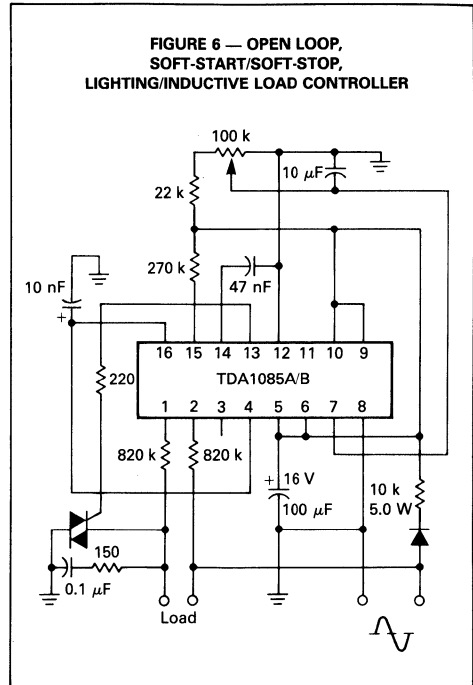 FIGURE 6 — OPEN LOOP,
SOFT-START/SOFT-STOP,
LIGHTING/INDUCTIVE LOAD CONTROLLER
100 k
10 µF
22 k
270 k
47 nF
10 nF
+
16 15 14 13 12 11 10 9
TDA1085A/B
220
1 2 3 4 5 6 7 8
820 k
820 k
+
16 V
100 µF
10 k
5.0 W
150
0.1 µF
Load